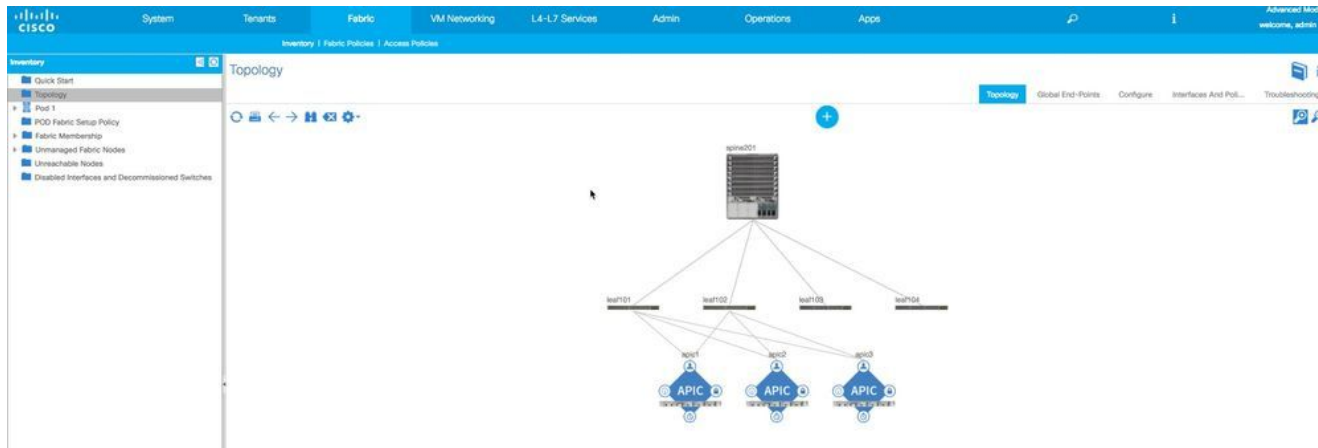 CISCO
System Tenants Fabric VM Networking L4-L7 Services Admin Operations Apps i
Advanced Mod
welcome, admin
Inventory | Fabric Policies | Access Policies
Inventory
Quick Start
Topology
Pod 1
POD Fabric Setup Policy
Fabric Membership
Unmanaged Fabric Nodes
Unreachable Nodes
Disabled Interfaces and Decommissioned Switches
Topology
Topology Global End-Points Configure Interfaces And Poli... Troubleshooting
spine201
leaf101 leaf102 leaf103 leaf104
apic1 apic2 apic3
APIC APIC APIC